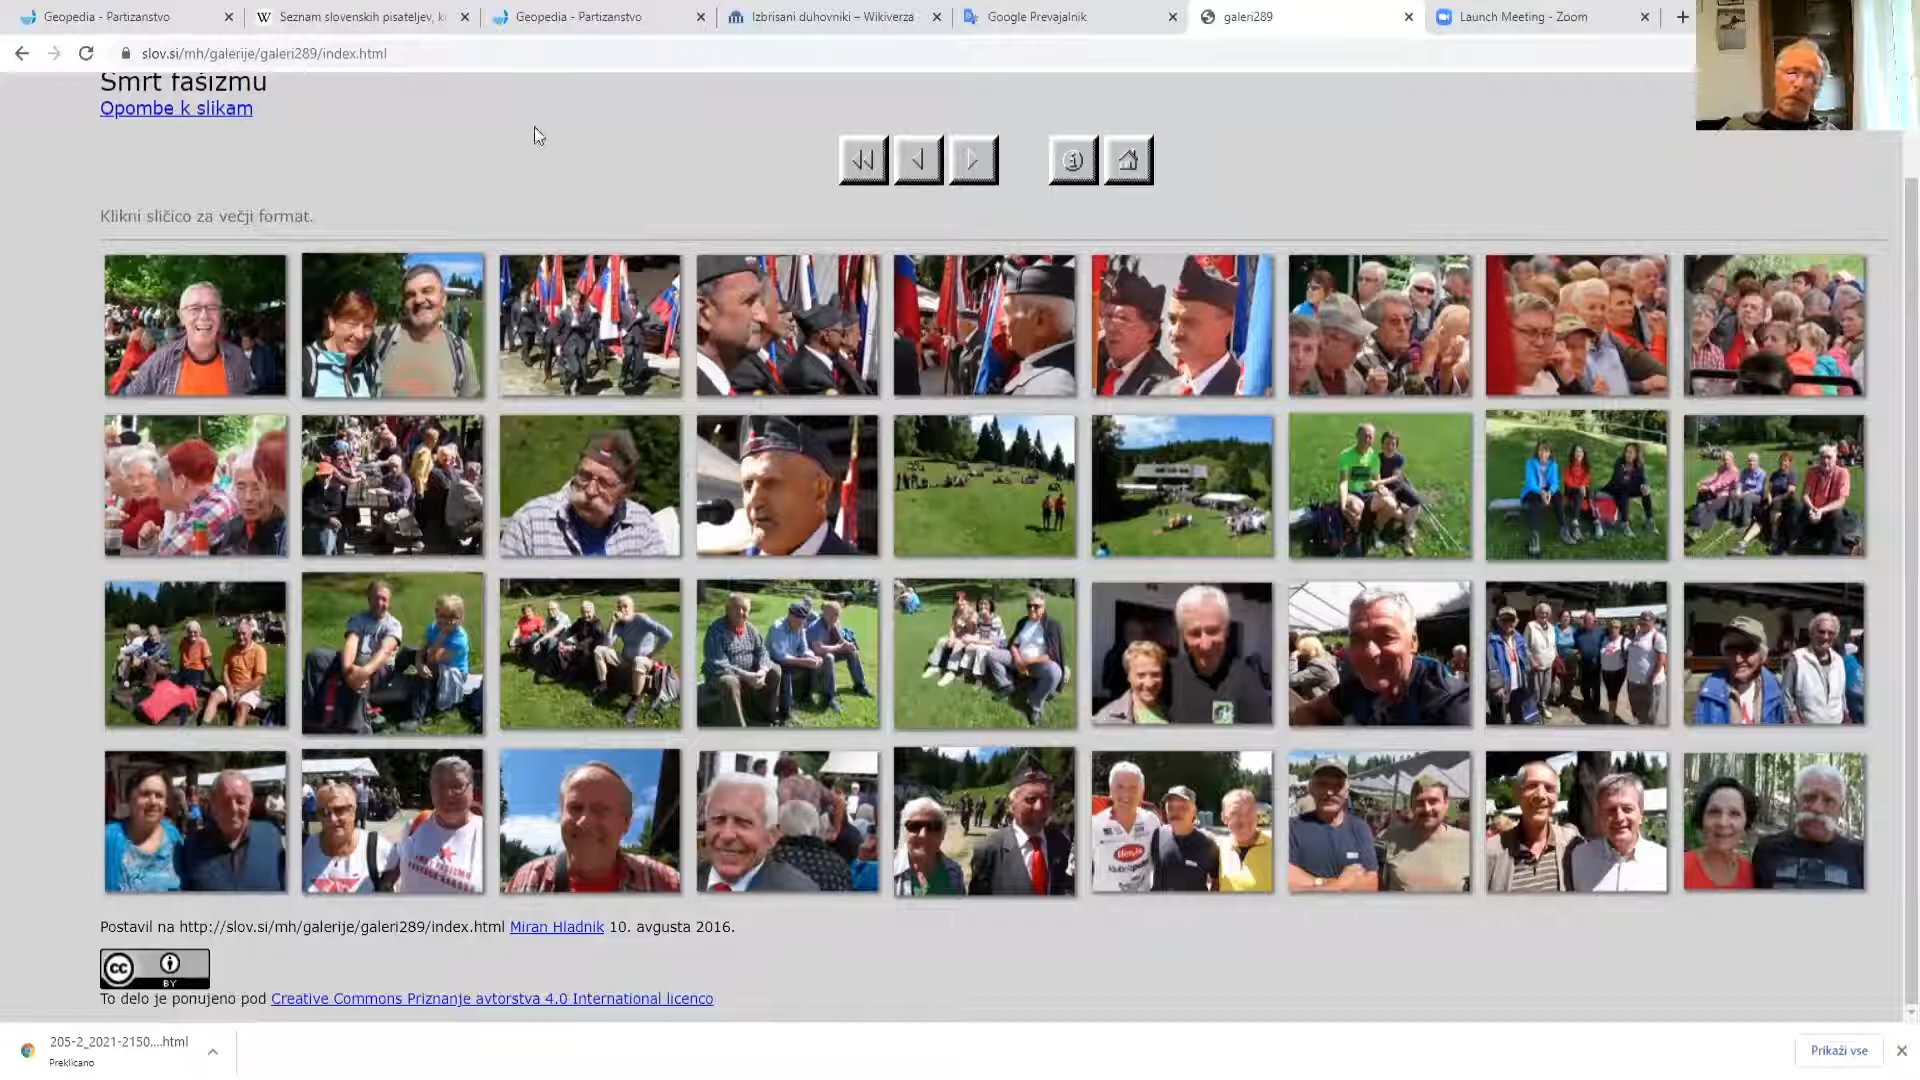 Geopedia - Partizanstvo
Seznam slovenskih pisateljev, k
Geopedia - Partizanstvo
Izbrisani duhovniki – Wikiverza
Google Prevajalnik
galeri289
Launch Meeting - Zoom
slov.si/mh/galerije/galeri289/index.html
Smrt fašizmu
Opombe k slikam
Klikni sličico za večji format.
Postavil na http://slov.si/mh/galerije/galeri289/index.html Miran Hladnik 10. avgusta 2016.
cc
BY
To delo je ponujeno pod Creative Commons Priznanje avtorstva 4.0 International licenco
205-2_2021-2150....html
Preklicano
Prikaži vse